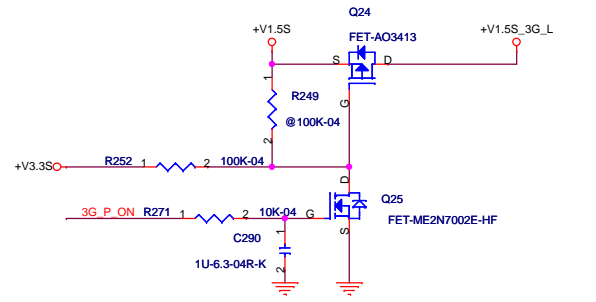 Q24
+V1.5S
FET-AO3413
+V1.5S_3G_L
S
D
1
R249
G
@100K-04
2
+V3.3S
R252
1
2
100K-04
D
Q25
3G_P_ON
R271
1
2
10K-04
G
FET-ME2N7002E-HF
1
S
C290
1U-6.3-04R-K
2